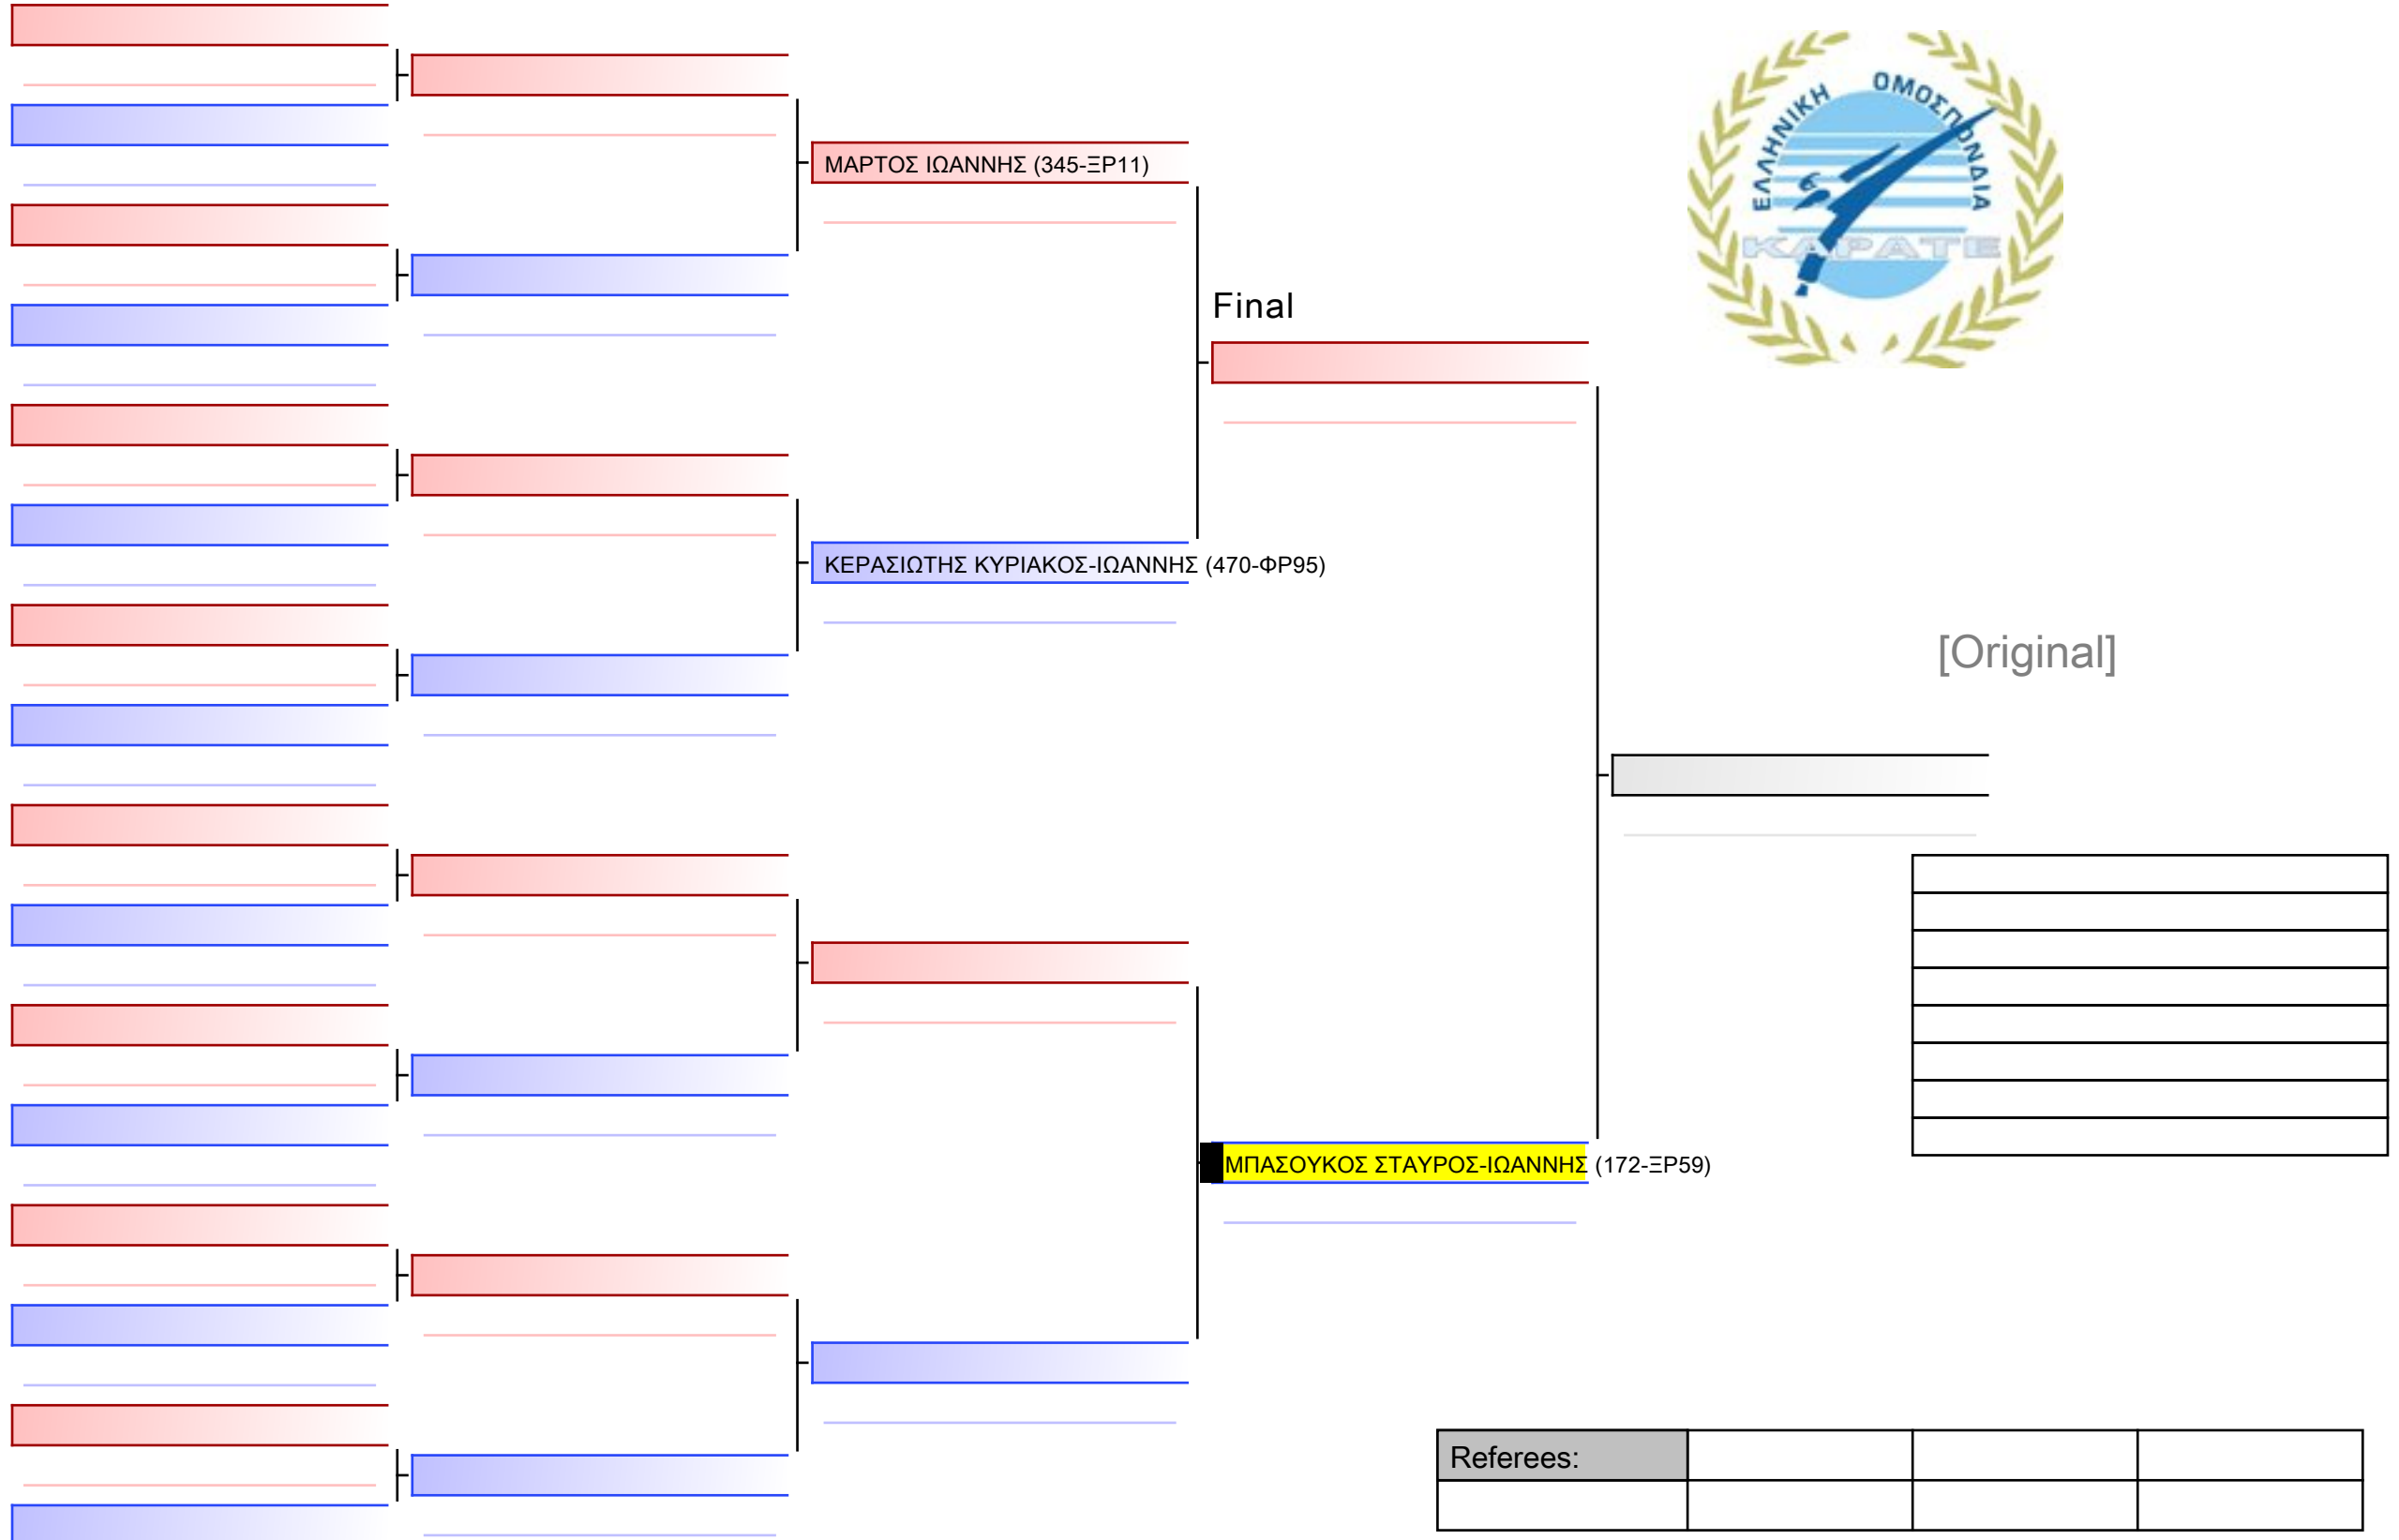 ΕΛΛΗΝΙΚΗ ΟΜΟΣΠΟΝΔΙΑ
ΚΑΡΑΤΕ
ΜΑΡΤΟΣ ΙΩΑΝΝΗΣ (345-ΞΡ11)
Final
ΚΕΡΑΣΙΩΤΗΣ ΚΥΡΙΑΚΟΣ-ΙΩΑΝΝΗΣ (470-ΦΡ95)
[Original]
ΜΠΑΣΟΥΚΟΣ ΣΤΑΥΡΟΣ-ΙΩΑΝΝΗΣ (172-ΞΡ59)
Referees: